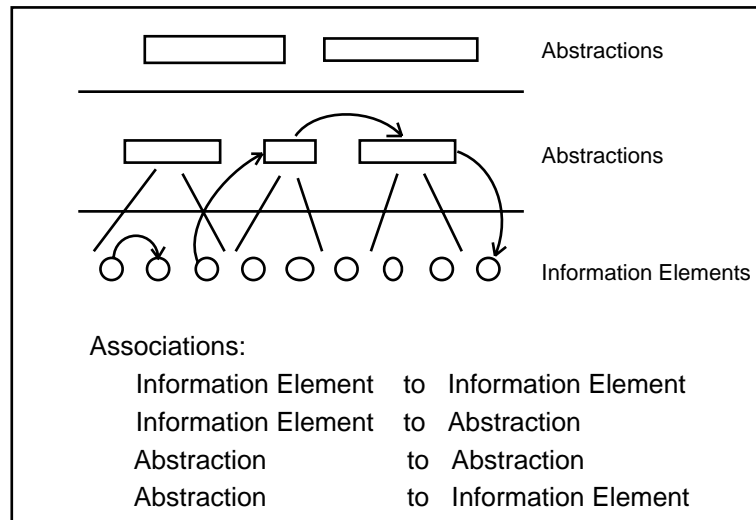 Abstractions
Abstractions
Information Elements
Associations:
Information Element to Information Element
Information Element to Abstraction
Abstraction to Abstraction
Abstraction to Information Element